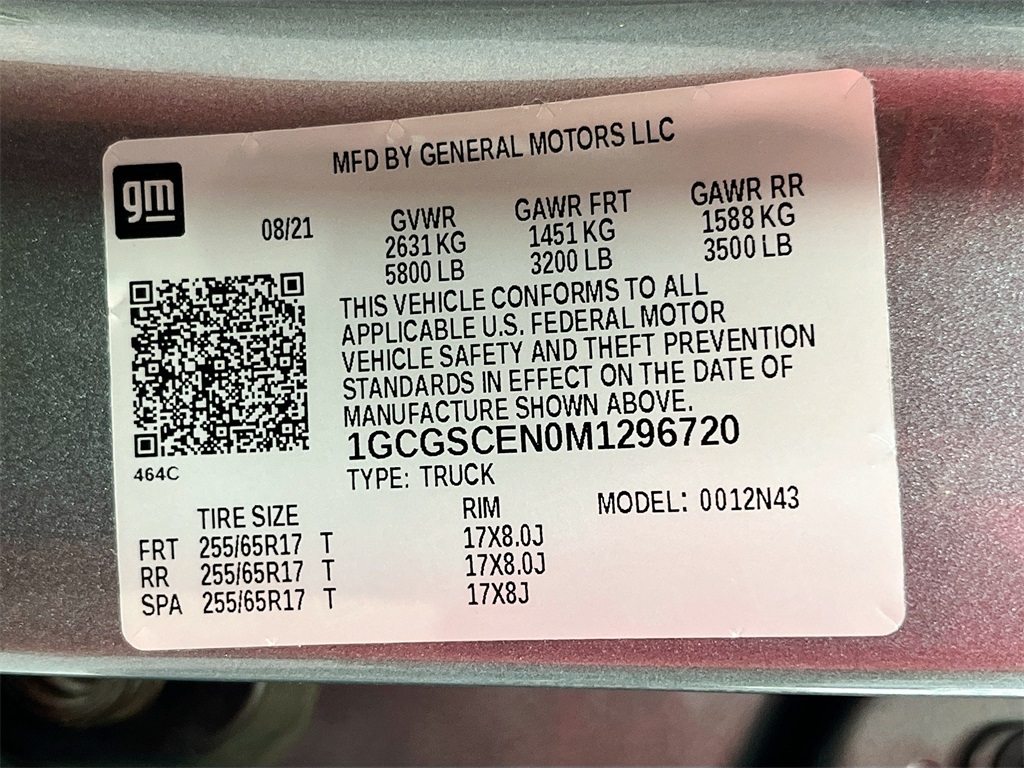 MFD BY GENERAL MOTORS LLC
gm
08/21
GVWR GAWR FRT GAWR RR
2631 KG 1451 KG 1588 KG
5800 LB 3200 LB 3500 LB
THIS VEHICLE CONFORMS TO ALL
APPLICABLE U.S. FEDERAL MOTOR
VEHICLE SAFETY AND THEFT PREVENTION
STANDARDS IN EFFECT ON THE DATE OF
MANUFACTURE SHOWN ABOVE.
1GCGSCEN0M1296720
464C
TYPE: TRUCK
TIRE SIZE RIM MODEL: 0012N43
FRT 255/65R17 T 17X8.0J
RR 255/65R17 T 17X8.0J
SPA 255/65R17 T 17X8J